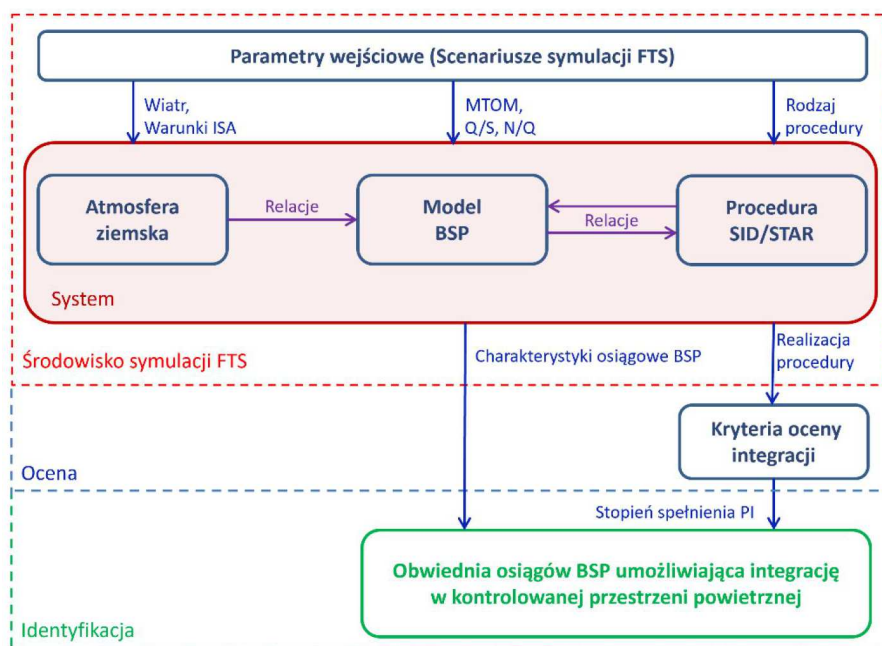 Parametry wejściowe (Scenariusze symulacji FTS)
Wiatr,
Warunki ISA
MTOM,
Q/S, N/Q
Rodzaj
procedury
Atmosfera
ziemska
Relacje
Model
BSP
Relacje
Procedura
SID/STAR
System
Środowisko symulacji FTS
Charakterystyki osiągowe BSP
Realizacja
procedury
Kryteria oceny
integracji
Ocena
Stopień spełnienia PI
Obwiednia osiągów BSP umożliwiająca integrację
w kontrolowanej przestrzeni powietrznej
Identyfikacja